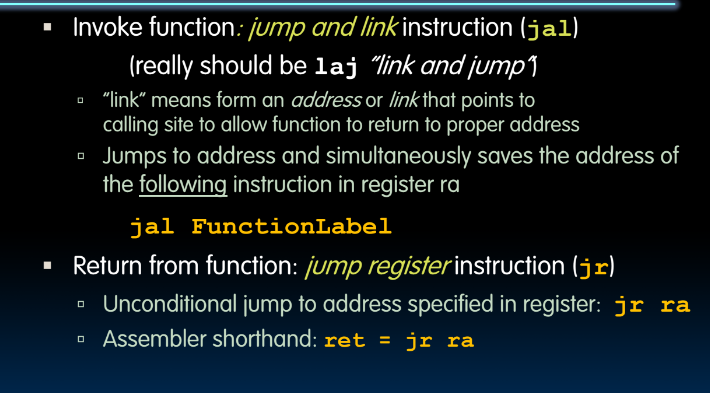 ▪ Invoke function: jump and link instruction (jal)
(really should be laj “link and jump”)
▫ “link” means form an address or link that points to
calling site to allow function to return to proper address
▫ Jumps to address and simultaneously saves the address of
the following instruction in register ra
jal FunctionLabel
▪ Return from function: jump register instruction (jr)
▫ Unconditional jump to address specified in register: jr ra
▫ Assembler shorthand: ret = jr ra